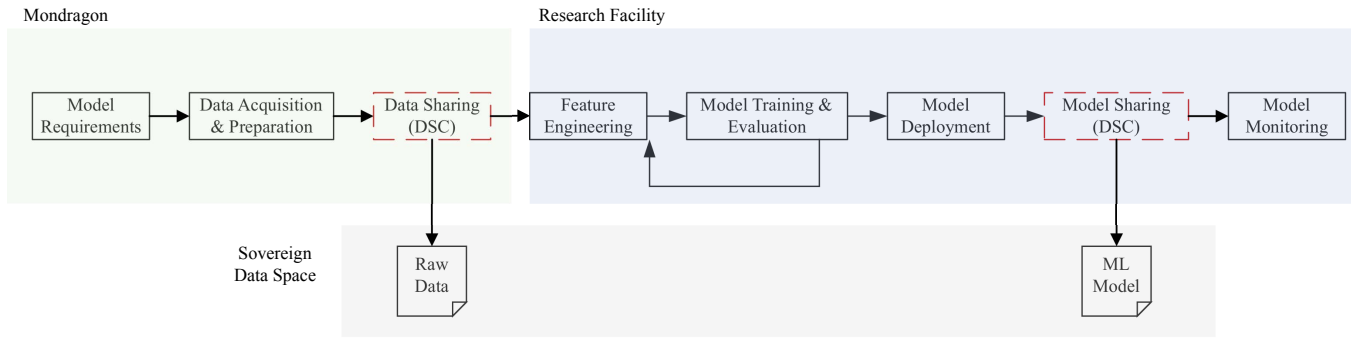 Mondragon
Research Facility
Model
Requirements
Data Acquisition
& Preparation
Data Sharing
(DSC)
Feature
Engineering
Model Training &
Evaluation
Model
Deployment
Model Sharing
(DSC)
Model
Monitoring
Sovereign
Data Space
Raw
Data
ML
Model